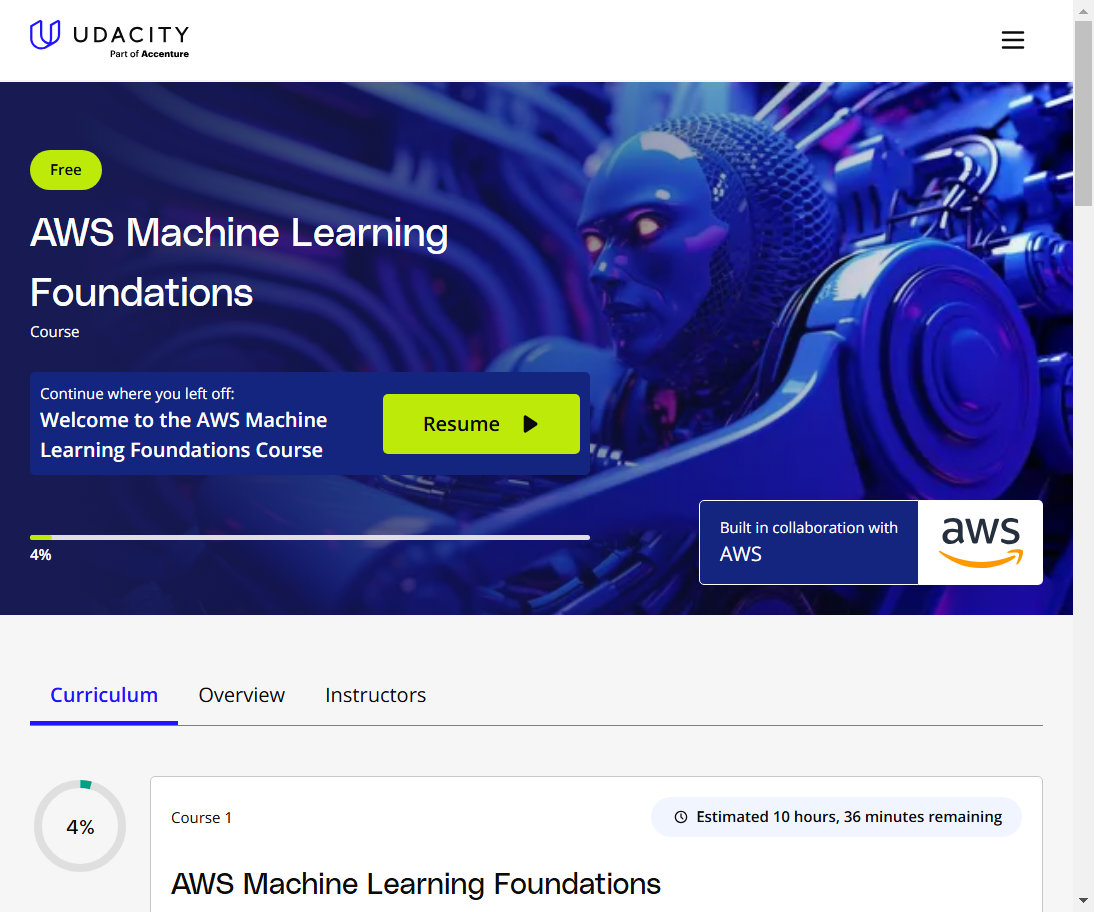 UDACITY
Part of Accenture
Free
AWS Machine Learning
Foundations
Course
Continue where you left off:
Welcome to the AWS Machine
Learning Foundations Course
Resume
4%
Built in collaboration with
AWS
aws
Curriculum
Overview
Instructors
4%
Course 1
Estimated 10 hours, 36 minutes remaining
AWS Machine Learning Foundations